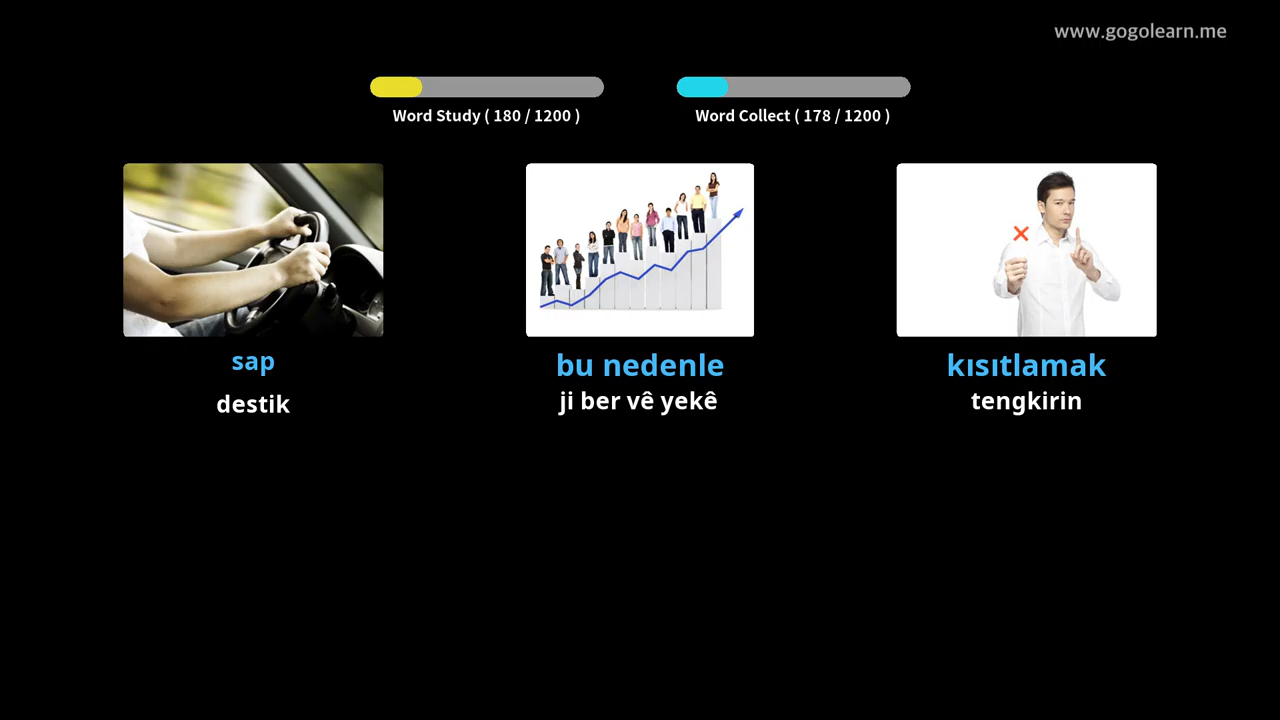 www.gogolearn.me
Word Study ( 180 / 1200 )
Word Collect ( 178 / 1200 )
sap
destik
bu nedenle
ji ber vê yekê
kısıtlamak
tengkirin